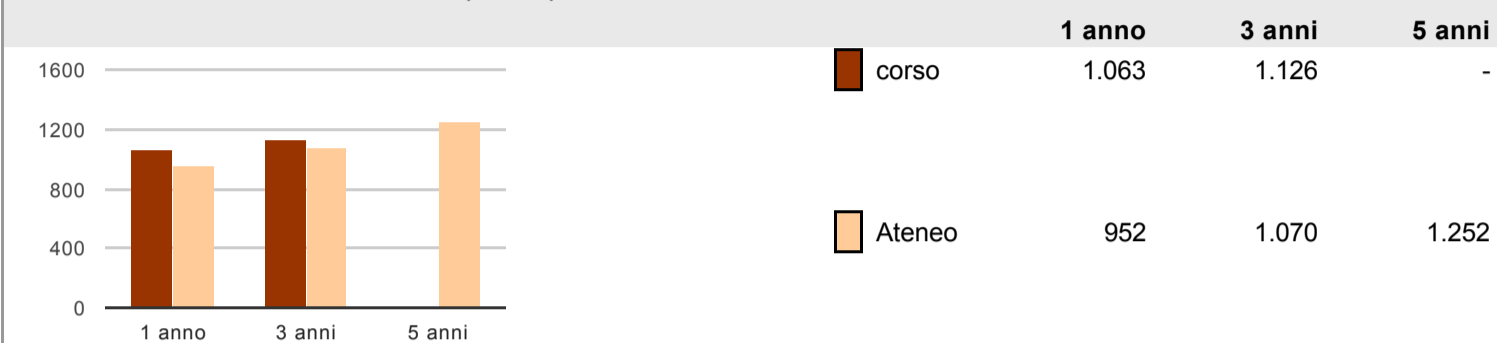 1 anno 3 anni 5 anni
1600
1200
800
400
0
1 anno 3 anni 5 anni
corso 1.063 1.126 -
Ateneo 952 1.070 1.252